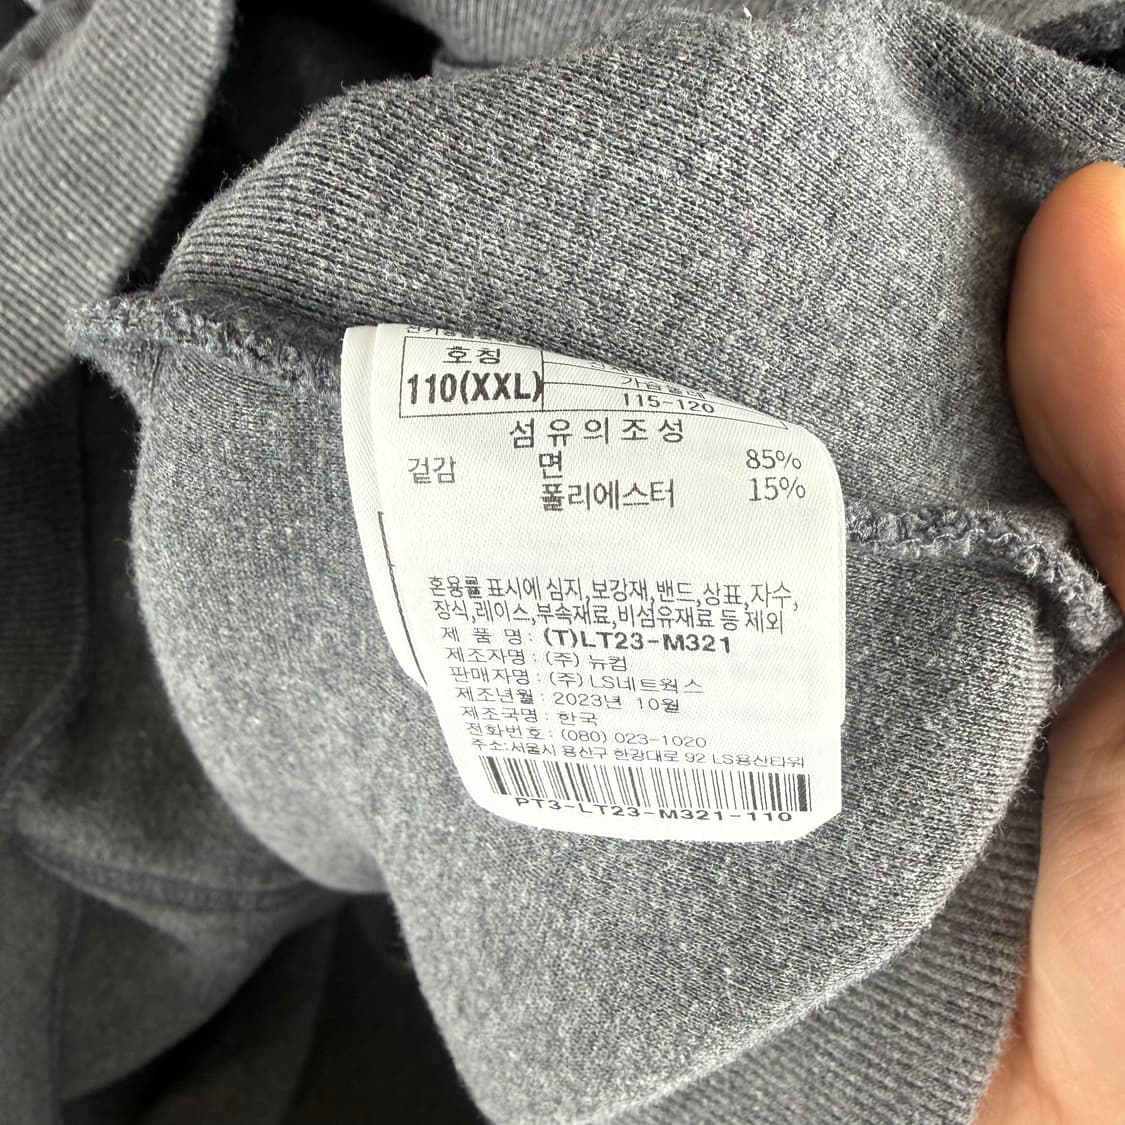 호칭
110(XXL)
115-120
섬유의조성
겉감 면 85%
폴리에스터 15%
혼용률 표시에 심지,보강재,밴드,상표,자수,
장식,레이스,부속재료,비섬유재료 등 제외
제 품 명 : (T)LT23-M321
제조자명 : (주) 뉴컴
판매자명 : (주) LS네트웍스
제조년월 : 2023년 10월
제조국명 : 한국
전화번호 : (080) 023-1020
주소:서울시 용산구 한강대로 92 LS용산타워
PT3-LT23-M321-110